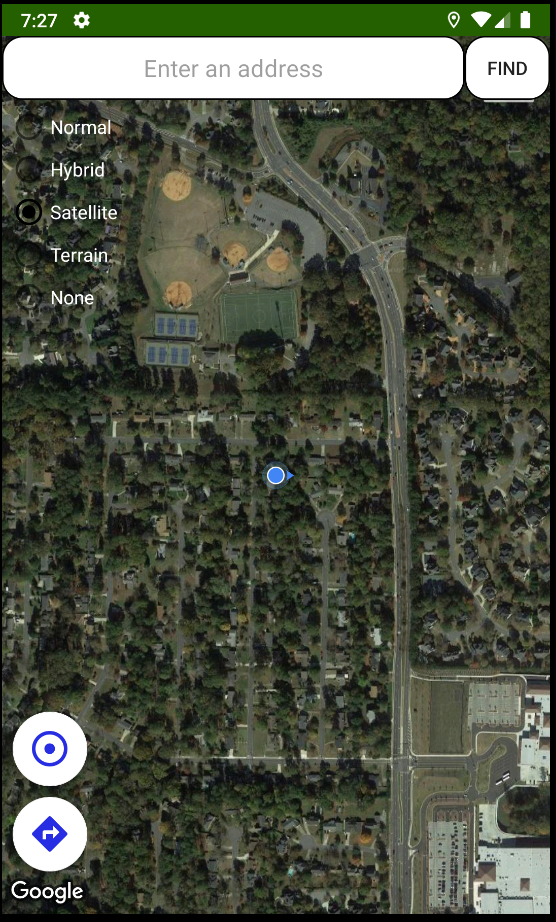 7:27
Enter an address
FIND
Normal
Hybrid
Satellite
Terrain
None
Google